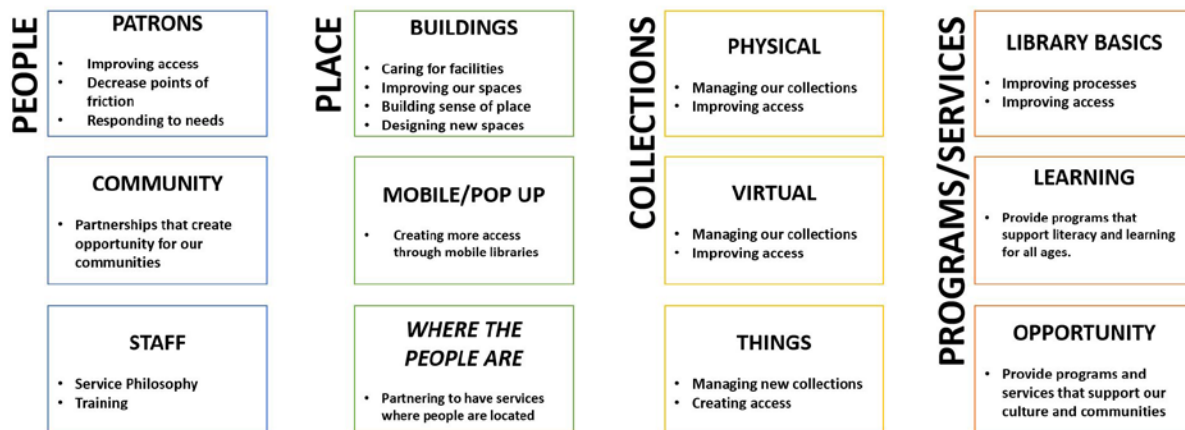 PEOPLE
PATRONS
• Improving access
• Decrease points of
friction
• Responding to needs
COMMUNITY
• Partnerships that create
opportunity for our
communities
STAFF
• Service Philosophy
• Training
PLACE
BUILDINGS
• Caring for facilities
• Improving our spaces
• Building sense of place
• Designing new spaces
MOBILE/POP UP
• Creating more access
through mobile libraries
WHERE THE
PEOPLE ARE
• Partnering to have services
where people are located
COLLECTIONS
PHYSICAL
• Managing our collections
• Improving access
VIRTUAL
• Managing our collections
• Improving access
THINGS
• Managing new collections
• Creating access
PROGRAMS/SERVICES
LIBRARY BASICS
• Improving processes
• Improving access
LEARNING
• Provide programs that
support literacy and learning
for all ages.
OPPORTUNITY
• Provide programs and
services that support our
culture and communities